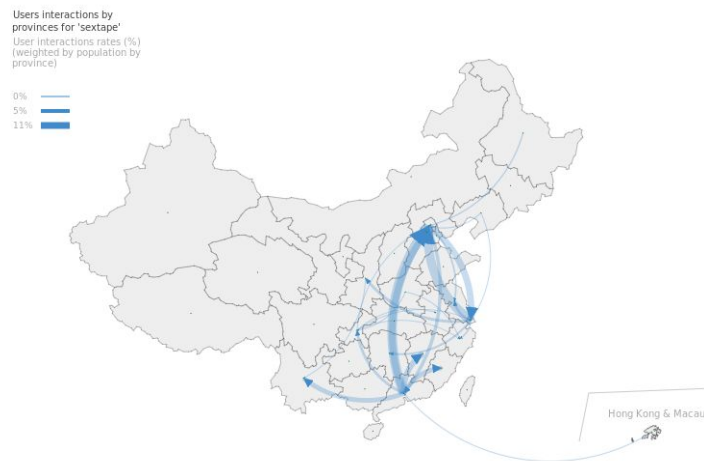 Users interactions by
provinces for 'sextape'
User interactions rates (%)
(weighted by population by
province)
0%
5%
11%
Hong Kong & Macau